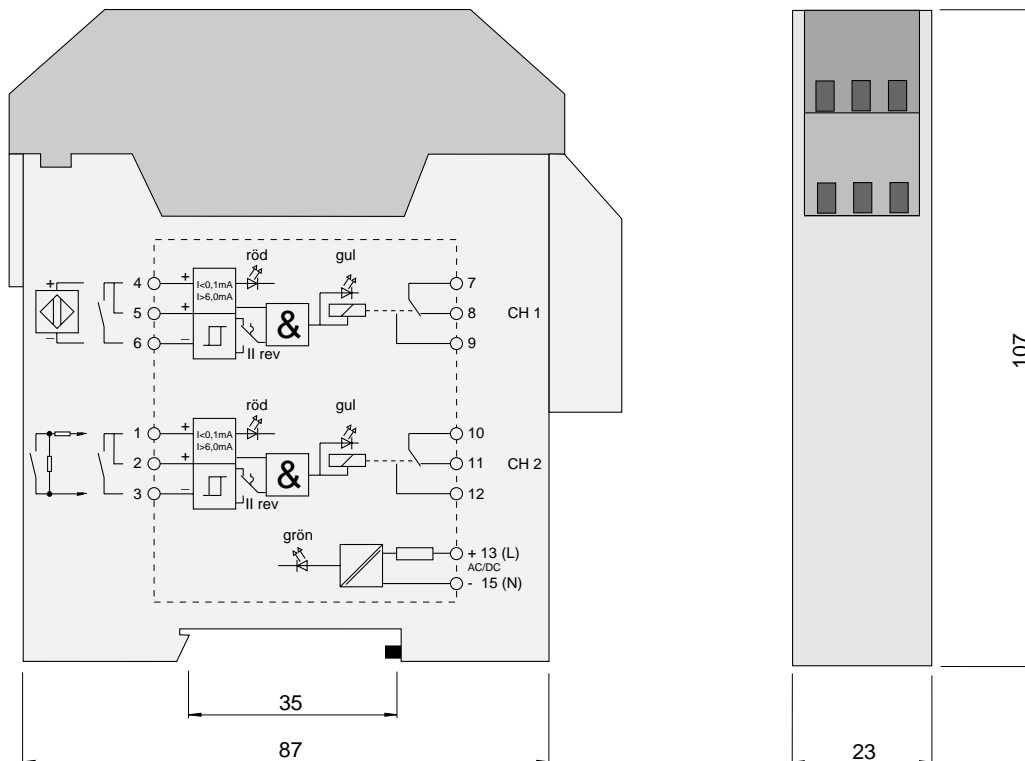 röd gul
+ 4 + I<0,1mA I>6,0mA 7
5 + & 8 CH 1
– 6 – II rev 9
röd gul
1 + I<0,1mA I>6,0mA 10
2 + & 11 CH 2
3 – II rev 12
grön
+ 13 (L)
AC/DC
- 15 (N)
35
87
23
107